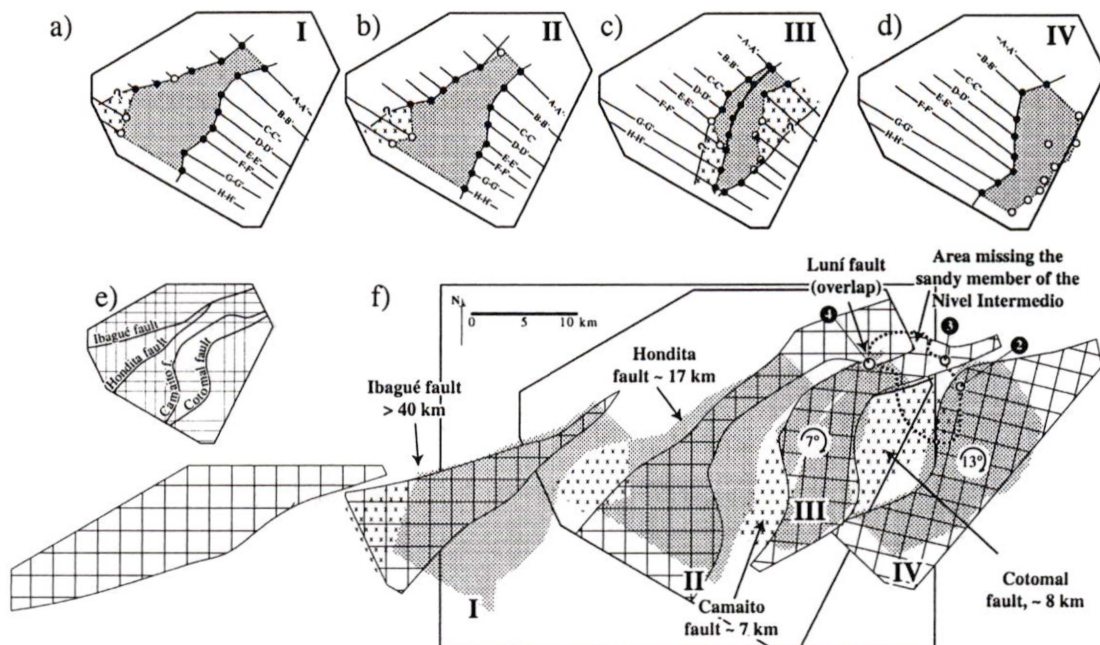 a)
I
?
A-A'
B-B'
C-C'
D-D'
E-E'
F-F'
G-G'
H-H'
b)
II
?
A-A'
B-B'
C-C'
D-D'
E-E'
F-F'
G-G'
H-H'
c)
III
A-A'
B-B'
C-C'
D-D'
E-E'
F-F'
G-G'
H-H'
?
?
d)
IV
A-A'
B-B'
C-C'
D-D'
E-E'
F-F'
G-G'
H-H'
e)
Ibagué fault
Hondita fault
Camaito f.
Cotomal fault
f)
N
0 5 10 km
Luní fault
(overlap)
Area missing the
sandy member of the
Nivel Intermedio
4
3
2
Hondita
fault ~ 17 km
Ibagué fault
> 40 km
7°
13°
I
II
III
IV
Camaito
fault ~ 7 km
Cotomal
fault, ~ 8 km